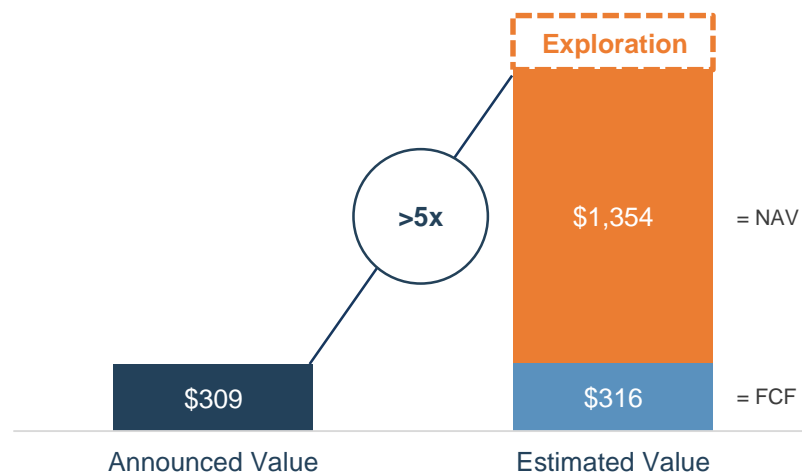 Exploration
>5x
$1,354
= NAV
$309
$316
= FCF
Announced Value
Estimated Value